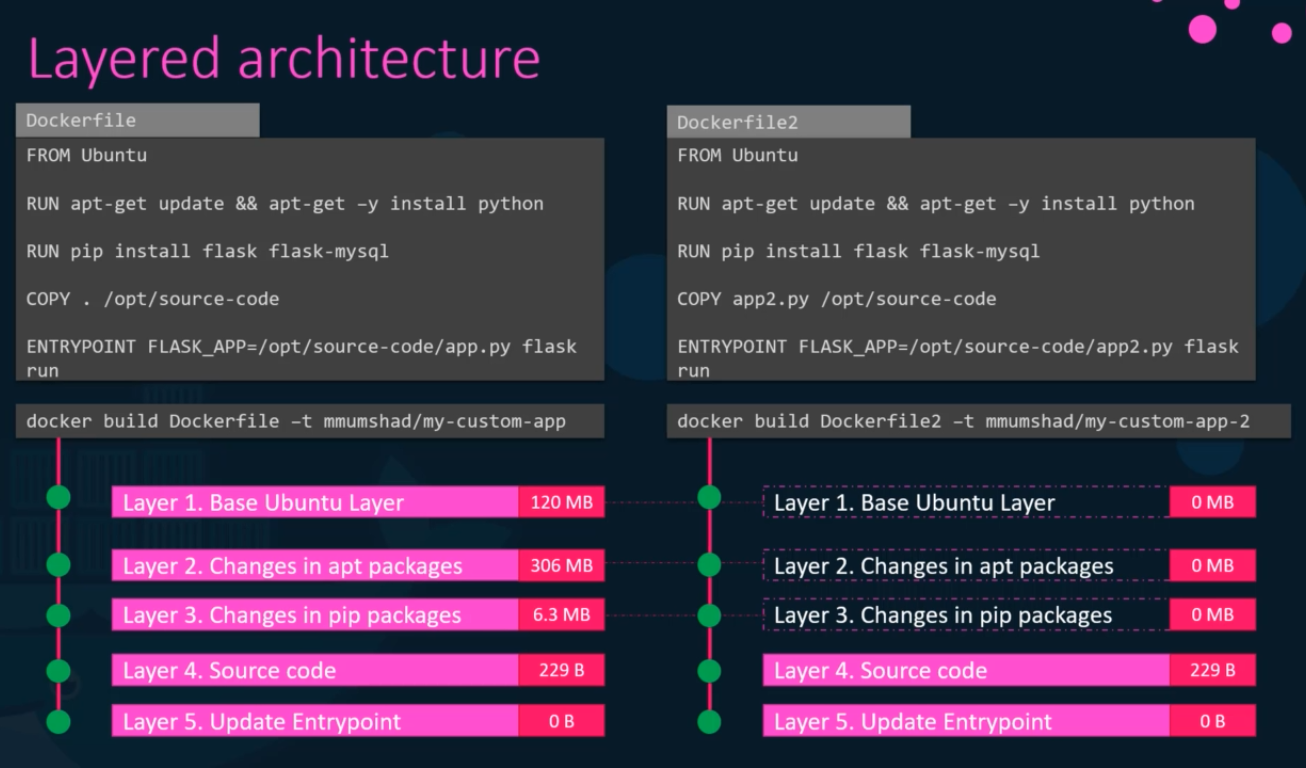 Layered architecture
Dockerfile
FROM Ubuntu
RUN apt-get update && apt-get –y install python
RUN pip install flask flask-mysql
COPY . /opt/source-code
ENTRYPOINT FLASK_APP=/opt/source-code/app.py flask
run
docker build Dockerfile –t mmumshad/my-custom-app
Layer 1. Base Ubuntu Layer 120 MB
Layer 2. Changes in apt packages 306 MB
Layer 3. Changes in pip packages 6.3 MB
Layer 4. Source code 229 B
Layer 5. Update Entrypoint 0 B
Dockerfile2
FROM Ubuntu
RUN apt-get update && apt-get –y install python
RUN pip install flask flask-mysql
COPY app2.py /opt/source-code
ENTRYPOINT FLASK_APP=/opt/source-code/app2.py flask
run
docker build Dockerfile2 –t mmumshad/my-custom-app-2
Layer 1. Base Ubuntu Layer 0 MB
Layer 2. Changes in apt packages 0 MB
Layer 3. Changes in pip packages 0 MB
Layer 4. Source code 229 B
Layer 5. Update Entrypoint 0 B